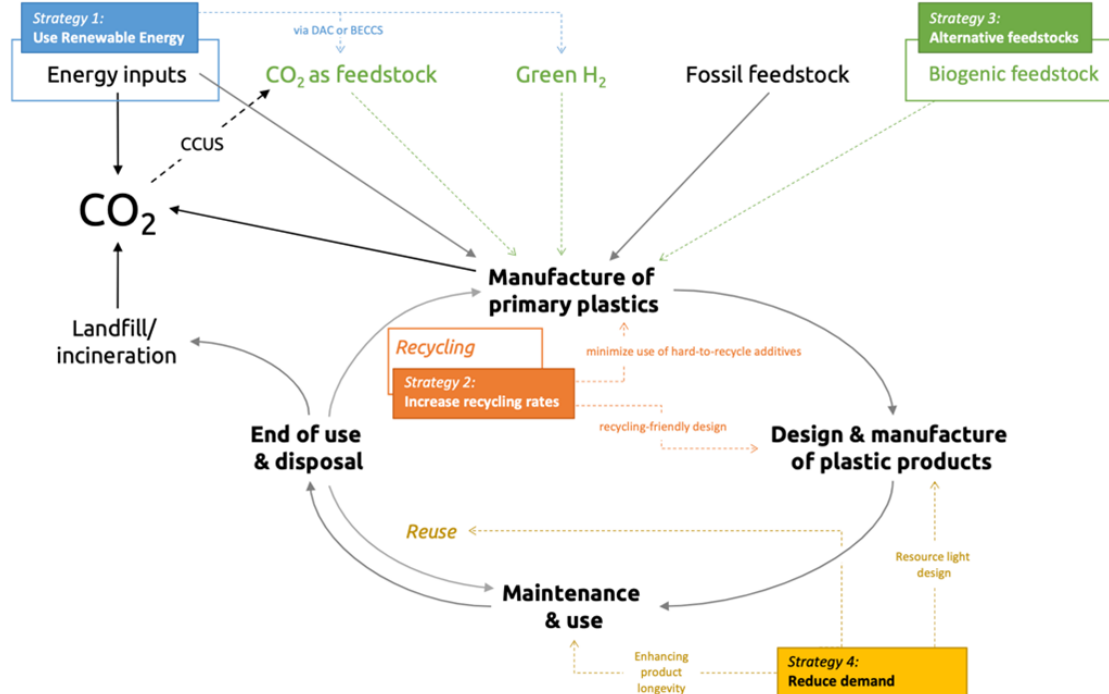 Strategy 1:
Use Renewable Energy
Energy inputs
via DAC or BECCS
CO₂ as feedstock
Green H₂
Fossil feedstock
Strategy 3:
Alternative feedstocks
Biogenic feedstock
CCUS
CO₂
Manufacture of
primary plastics
Landfill/
incineration
Recycling
Strategy 2:
Increase recycling rates
minimize use of hard-to-recycle additives
recycling-friendly design
End of use
& disposal
Design & manufacture
of plastic products
Reuse
Resource light
design
Maintenance
& use
Enhancing
product
longevity
Strategy 4:
Reduce demand